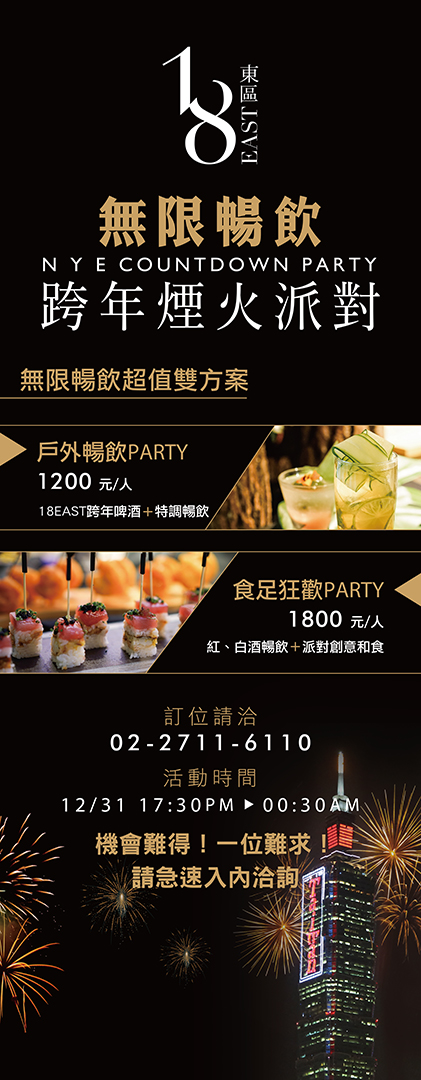 18
東區
EAST
無限暢飲
NYE COUNTDOWN PARTY
跨年煙火派對
無限暢飲超值雙方案
戶外暢飲PARTY
1200 元/人
18EAST跨年啤酒+特調暢飲
食足狂歡PARTY
1800 元/人
紅、白酒暢飲+派對創意和食
訂位請洽
02-2711-6110
活動時間
12/31 17:30PM ▶ 00:30AM
機會難得！一位難求！
請急速入內洽詢
TAIWAN